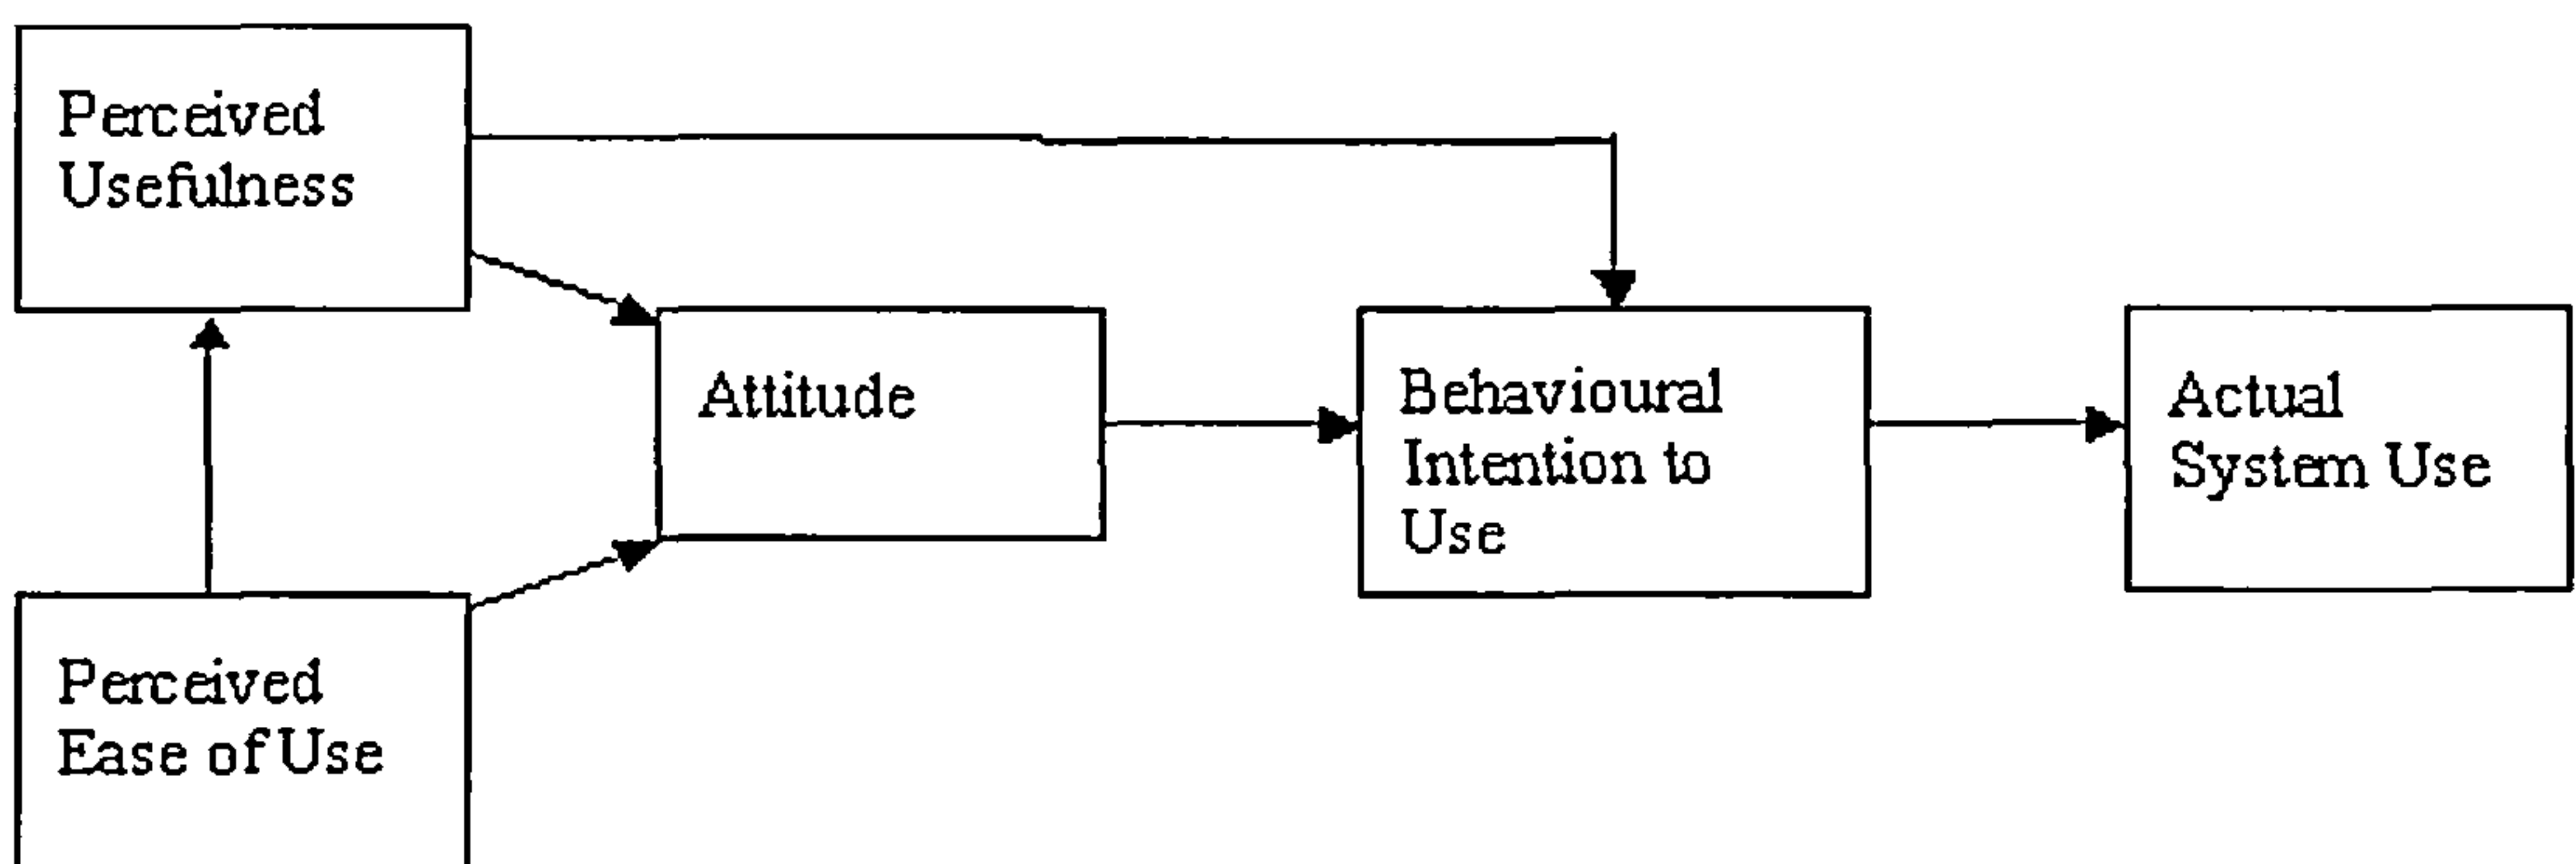 Perceived
Usefulness
Attitude
Behavioural
Intention to
Use
Actual
System Use
Perceived
Ease of Use